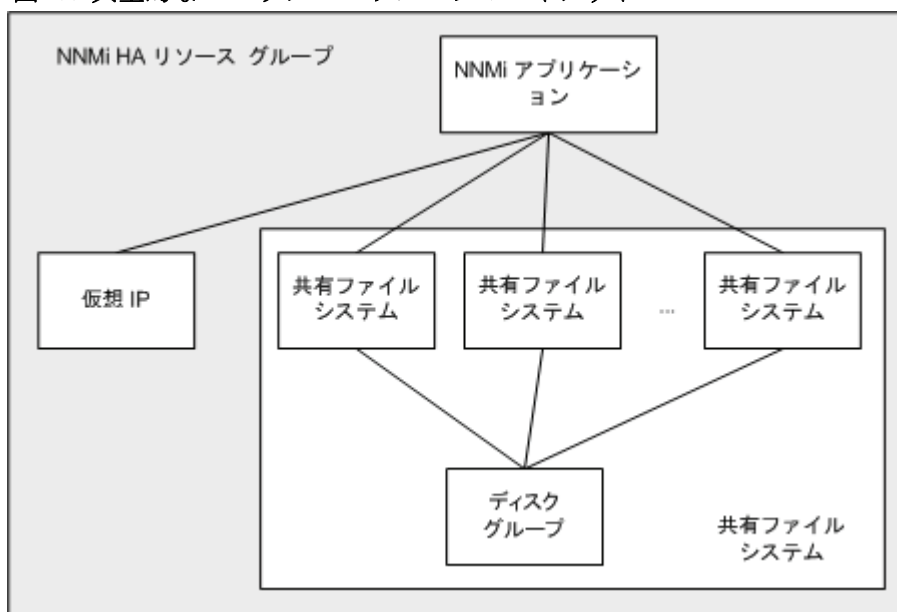 NNMi HA リソース グループ
NNMi アプリケーシ
ョン
仮想 IP
共有ファイル
システム
共有ファイル
システム
...
共有ファイル
システム
ディスク
グループ
共有ファイル
システム